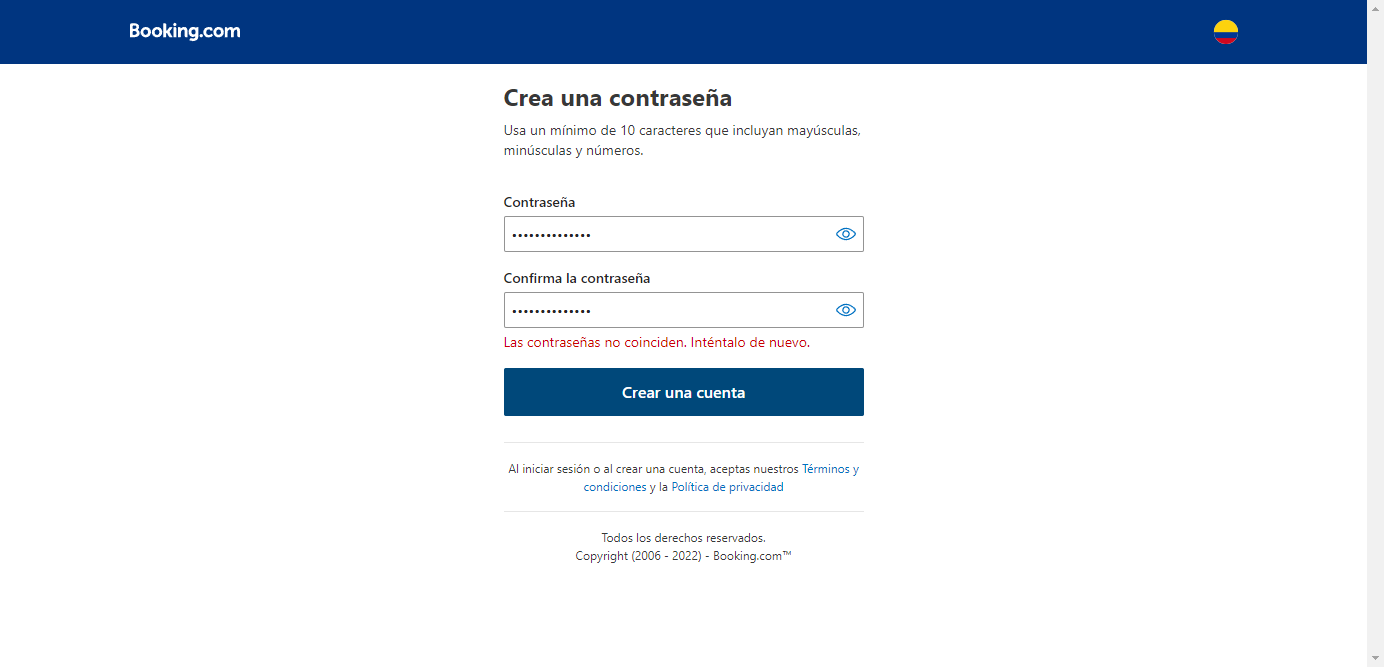 Booking.com
Crea una contraseña
Usa un mínimo de 10 caracteres que incluyan mayúsculas,
minúsculas y números.
Contraseña
••••••••••••••
Confirma la contraseña
••••••••••••••
Las contraseñas no coinciden. Inténtalo de nuevo.
Crear una cuenta
Al iniciar sesión o al crear una cuenta, aceptas nuestros Términos y
condiciones y la Política de privacidad
Todos los derechos reservados.
Copyright (2006 - 2022) - Booking.com™